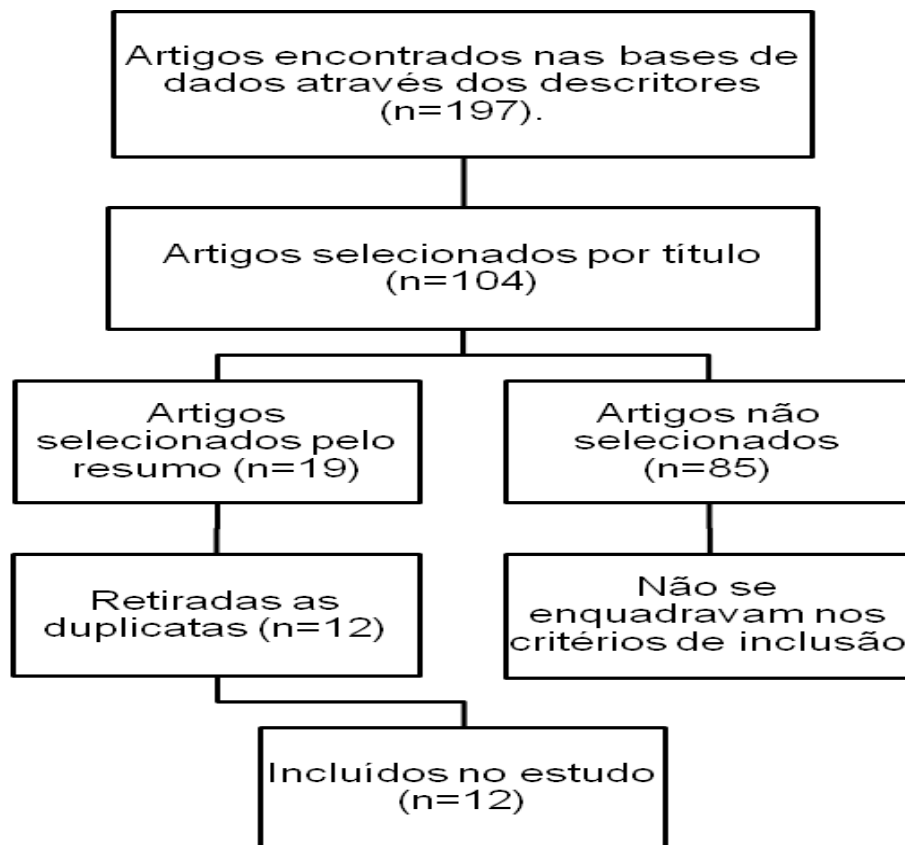 Artigos encontrados nas bases de
dados através dos descritores
(n=197).
Artigos selecionados por título
(n=104)
Artigos
selecionados pelo
resumo (n=19)
Artigos não
selecionados
(n=85)
Retiradas as
duplicatas (n=12)
Não se
enquadravam nos
critérios de inclusão
Incluídos no estudo
(n=12)